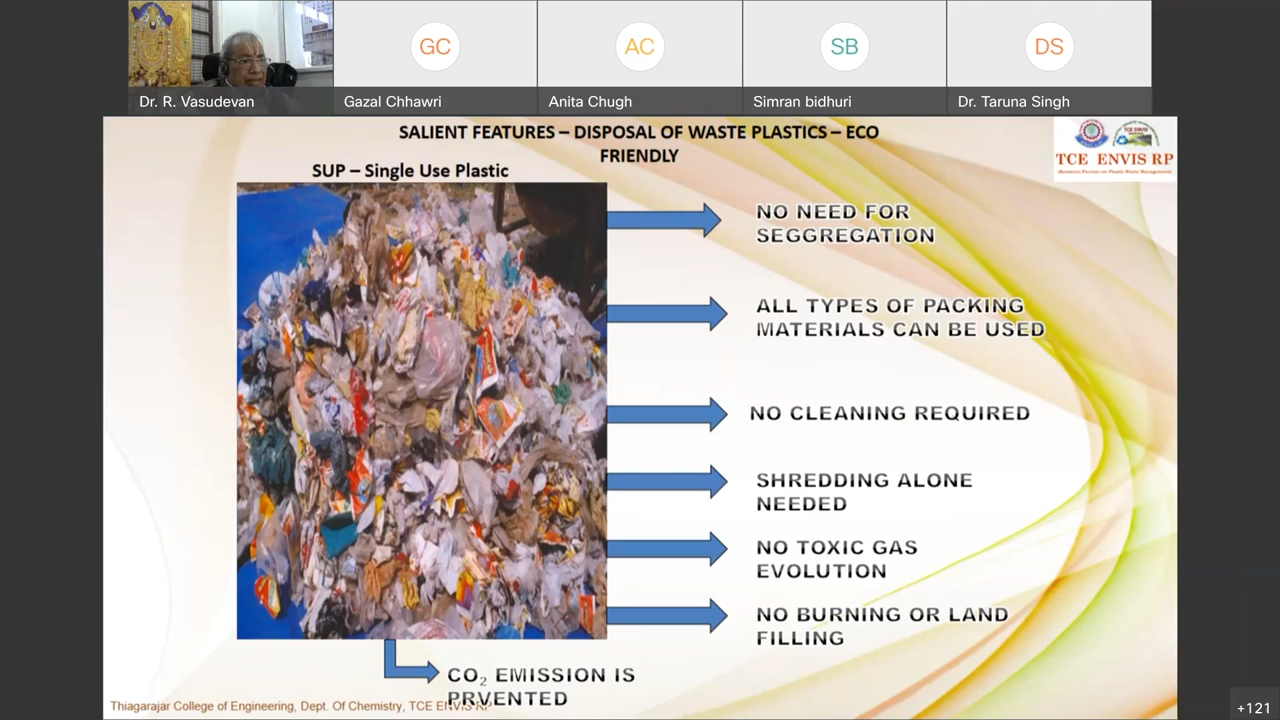 GC
AC
SB
DS
Dr. R. Vasudevan
Gazal Chhawri
Anita Chugh
Simran bidhuri
Dr. Taruna Singh
SALIENT FEATURES – DISPOSAL OF WASTE PLASTICS – ECO
FRIENDLY
TCE ENVIS RP
SUP – Single Use Plastic
NO NEED FOR
SEGGREGATION
ALL TYPES OF PACKING
MATERIALS CAN BE USED
NO CLEANING REQUIRED
SHREDDING ALONE
NEEDED
NO TOXIC GAS
EVOLUTION
NO BURNING OR LAND
FILLING
CO₂ EMISSION IS
PRVENTED
Thiagarajar College of Engineering, Dept. Of Chemistry, TCE ENVIS RP
+121